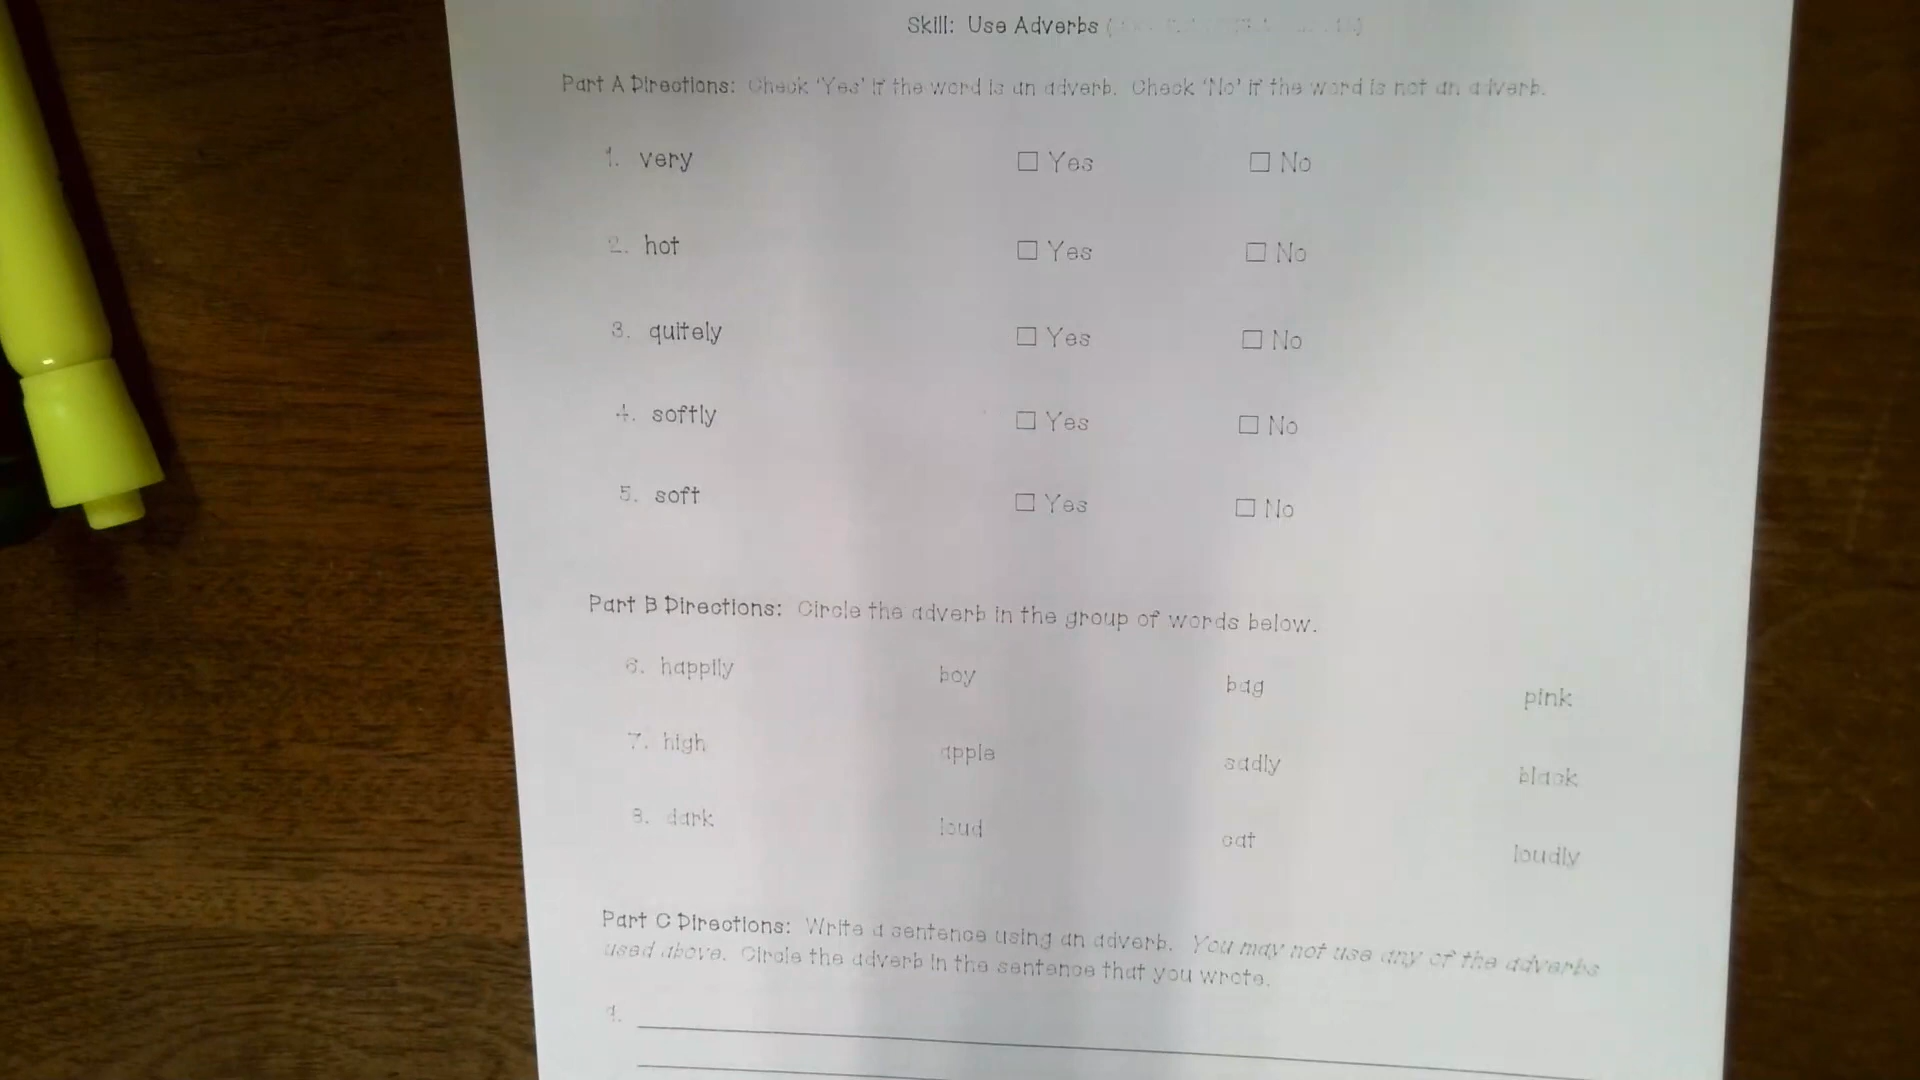 Skill: Use Adverbs (
Part A Directions: Check 'Yes' if the word is an adverb. Check 'No' if the word is not an adverb.
1. very ☐ Yes ☐ No
2. hot ☐ Yes ☐ No
3. quitely ☐ Yes ☐ No
4. softly ☐ Yes ☐ No
5. soft ☐ Yes ☐ No
Part B Directions: Circle the adverb in the group of words below.
6. happily boy bag pink
7. high apple sadly black
8. dark loud cat loudly
Part C Directions: Write a sentence using an adverb. You may not use any of the adverbs
used above. Circle the adverb in the sentence that you wrote.
9.